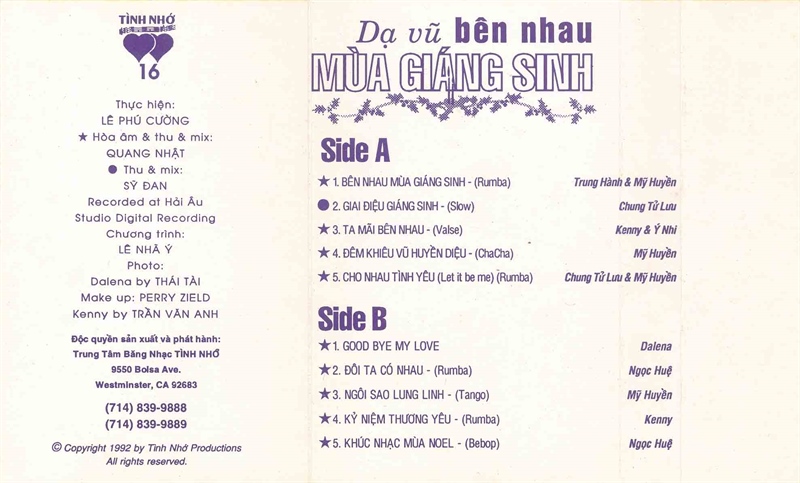 TÌNH NHỚ
16
Thực hiện:
LÊ PHÚ CƯỜNG
★ Hòa âm & thu & mix:
QUANG NHẬT
● Thu & mix:
SỸ ĐAN
Recorded at Hải Âu
Studio Digital Recording
Chương trình:
LÊ NHÃ Ý
Photo:
Dalena by THÁI TÀI
Make up: PERRY ZIELD
Kenny by TRẦN VĂN ANH
Độc quyền sản xuất và phát hành:
Trung Tâm Băng Nhạc TÌNH NHỚ
9550 Bolsa Ave.
Westminster, CA 92683
(714) 839-9888
(714) 839-9889
© Copyright 1992 by Tình Nhớ Productions
All rights reserved.
Dạ vũ bên nhau
MÙA GIÁNG SINH
Side A
★ 1. BÊN NHAU MÙA GIÁNG SINH - (Rumba) Trung Hành & Mỹ Huyền
● 2. GIAI ĐIỆU GIÁNG SINH - (Slow) Chung Tử Lưu
★ 3. TA MÃI BÊN NHAU - (Valse) Kenny & Ý Nhi
★ 4. ĐÊM KHIÊU VŨ HUYỀN DIỆU - (ChaCha) Mỹ Huyền
★ 5. CHO NHAU TÌNH YÊU (Let it be me) (Rumba) Chung Tử Lưu & Mỹ Huyền
Side B
★ 1. GOOD BYE MY LOVE Dalena
★ 2. ĐÔI TA CÓ NHAU - (Rumba) Ngọc Huệ
★ 3. NGÔI SAO LUNG LINH - (Tango) Mỹ Huyền
★ 4. KỶ NIỆM THƯƠNG YÊU - (Rumba) Kenny
★ 5. KHÚC NHẠC MÙA NOEL - (Bebop) Ngọc Huệ